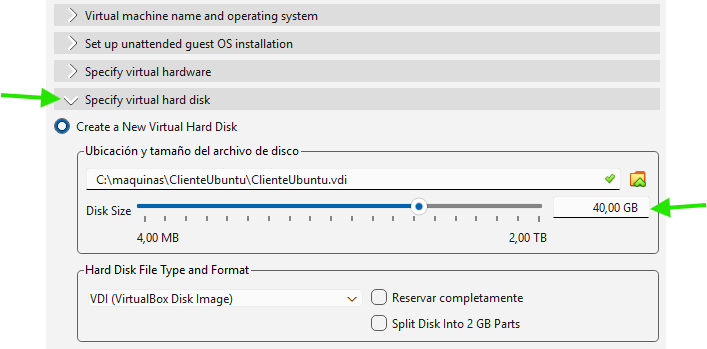 Virtual machine name and operating system
Set up unattended guest OS installation
Specify virtual hardware
Specify virtual hard disk
Create a New Virtual Hard Disk
Ubicación y tamaño del archivo de disco
C:\maquinas\ClienteUbuntu\ClienteUbuntu.vdi
Disk Size 40,00 GB
4,00 MB 2,00 TB
Hard Disk File Type and Format
VDI (VirtualBox Disk Image) Reservar completamente
Split Disk Into 2 GB Parts